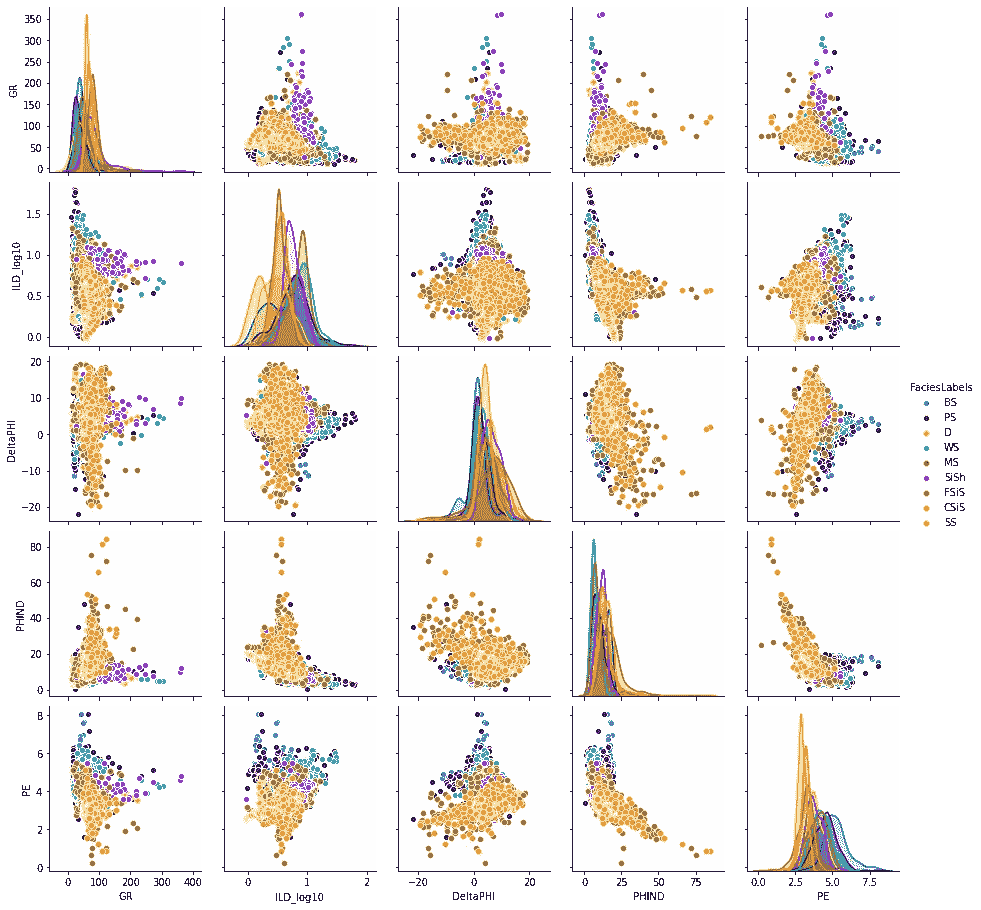 350
300
250
200
150
100
50
0
GR
1.5
1.0
0.5
0.0
ILD_log10
20
10
0
−10
−20
DeltaPHI
FaciesLabels
BS
PS
D
WS
MS
SiSh
FSiS
CSiS
SS
80
60
40
20
0
PHIND
8
6
4
2
0
PE
0 100 200 300 400
0 1 2
−20 0 20
0 25 50 75
0.0 2.5 5.0 7.5
GR ILD_log10 DeltaPHI PHIND PE